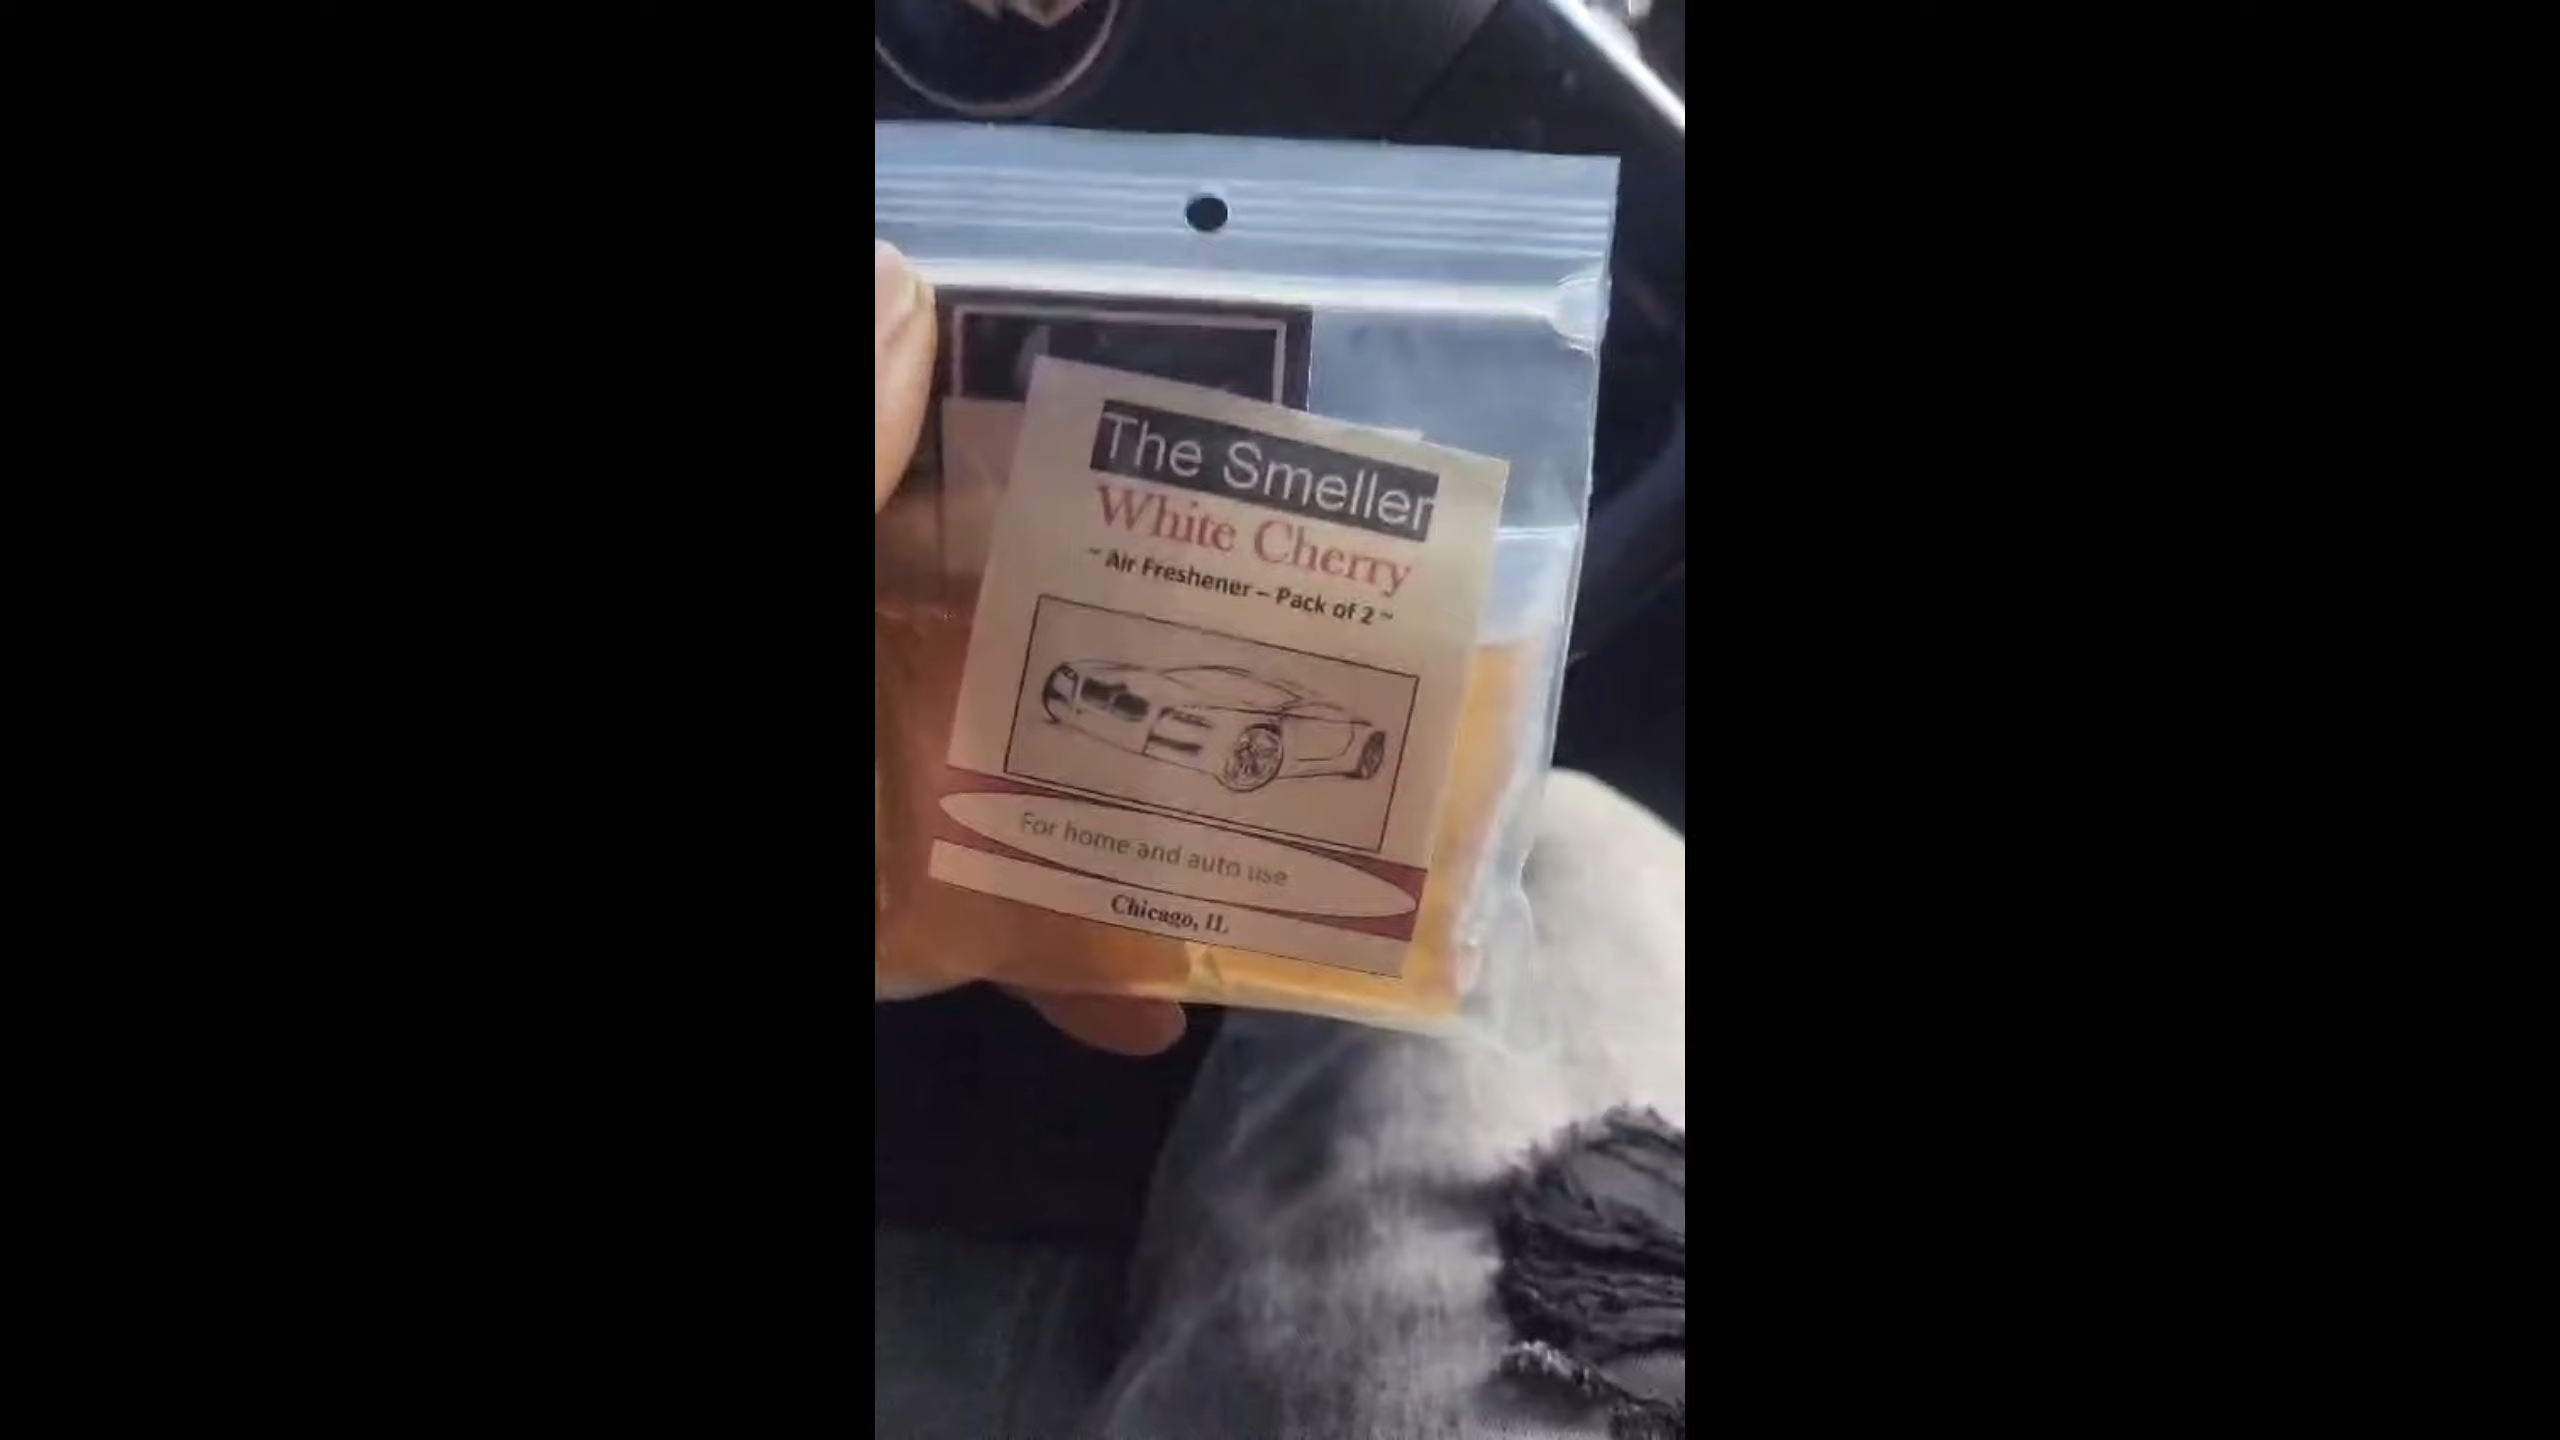 The Smeller
White Cherry
~ Air Freshener – Pack of 2 ~
For home and auto use
Chicago, IL